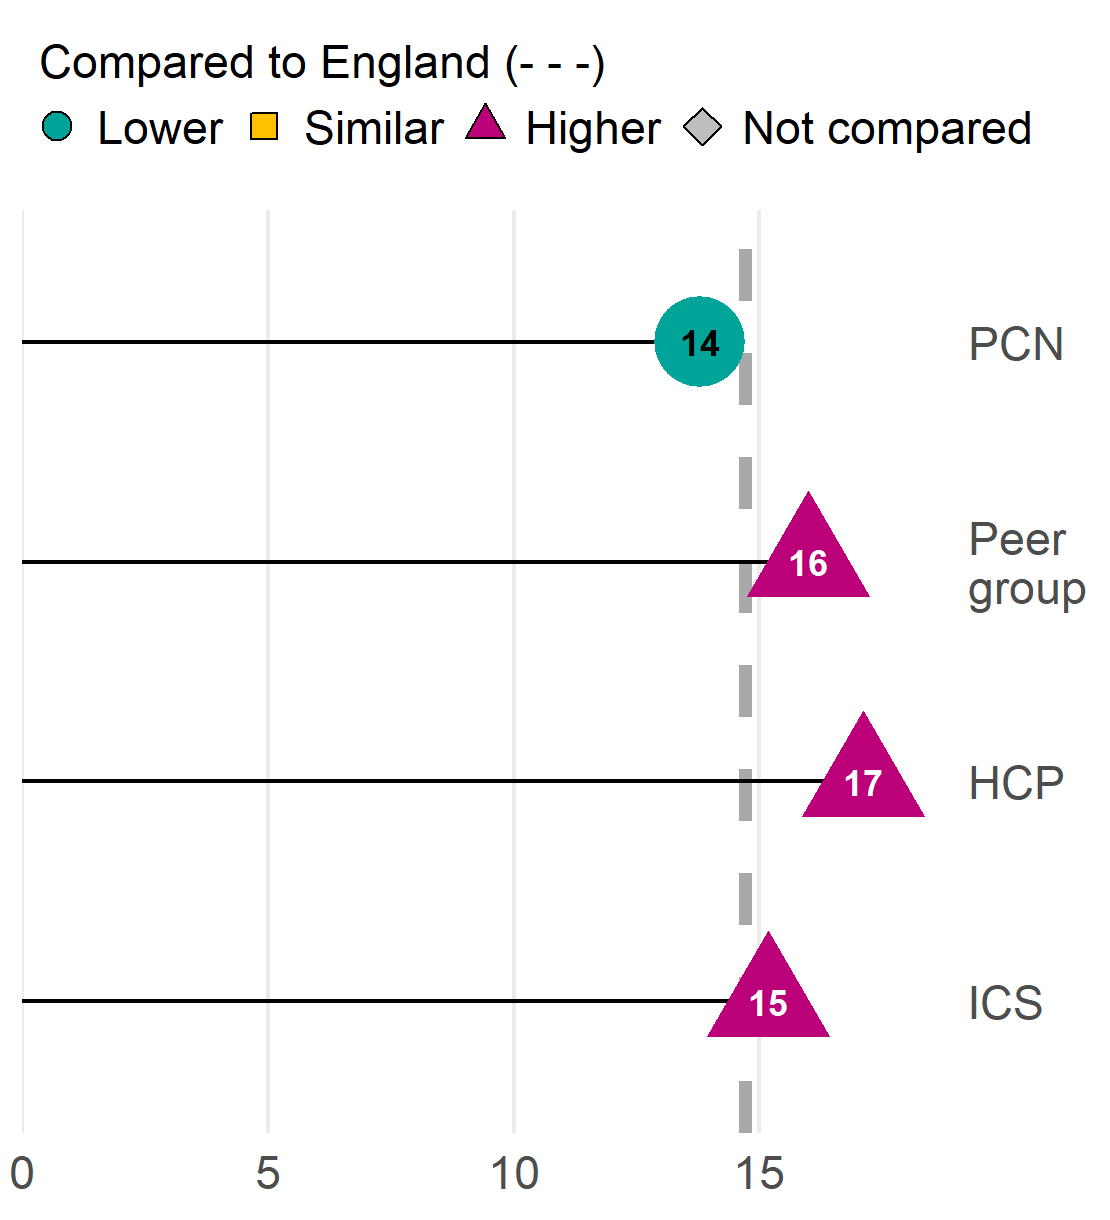 Compared to England (- - -)
Lower Similar Higher Not compared
14 PCN
Peer
16 group
17 HCP
15 ICS
0 5 10 15